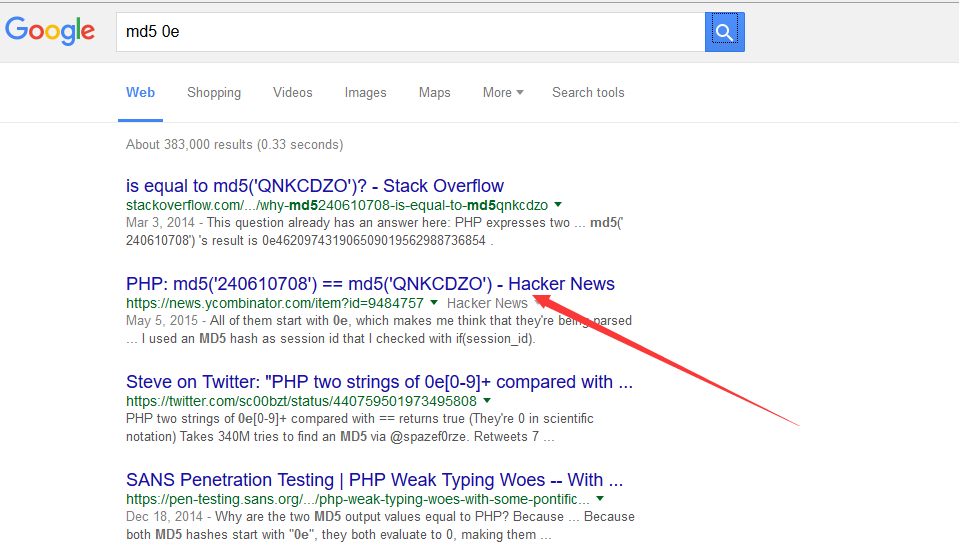 Google md5 0e
Web Shopping Videos Images Maps More Search tools
About 383,000 results (0.33 seconds)
is equal to md5('QNKCDZO')? - Stack Overflow
stackoverflow.com/.../why-md5240610708-is-equal-to-md5qnkcdzo
Mar 3, 2014 - This question already has an answer here: PHP expresses two ... md5('
240610708') 's result is 0e462097431906509019562988736854 .
PHP: md5('240610708') == md5('QNKCDZO') - Hacker News
https://news.ycombinator.com/item?id=9484757 Hacker News
May 5, 2015 - All of them start with 0e, which makes me think that they're being parsed
... I used an MD5 hash as session id that I checked with if(session_id).
Steve on Twitter: "PHP two strings of 0e[0-9]+ compared with ...
https://twitter.com/sc00bzt/status/440759501973495808
PHP two strings of 0e[0-9]+ compared with == returns true (They're 0 in scientific
notation) Takes 340M tries to find an MD5 via @spazef0rze. Retweets 7 ...
SANS Penetration Testing | PHP Weak Typing Woes -- With ...
https://pen-testing.sans.org/.../php-weak-typing-woes-with-some-pontific...
Dec 18, 2014 - Why are the two MD5 output values equal to PHP? Because ... Because
both MD5 hashes start with "0e", they both evaluate to 0, making them ...